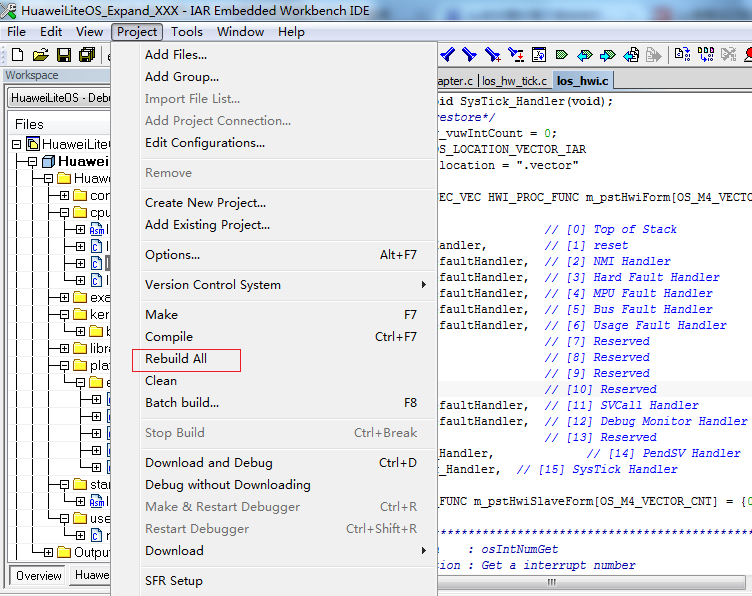 HuaweiLiteOS_Expand_XXX - IAR Embedded Workbench IDE
File Edit View Project Tools Window Help
Workspace
HuaweiLiteOS - Debu
Files
HuaweiLite
Huawei
Huaw
con
cpu
Asm
exa
ker
libra
plat
star
Asm
use
Outpu
Overview Huawe
Add Files...
Add Group...
Import File List...
Add Project Connection...
Edit Configurations...
Remove
Create New Project...
Add Existing Project...
Options... Alt+F7
Version Control System
Make F7
Compile Ctrl+F7
Rebuild All
Clean
Batch build... F8
Stop Build Ctrl+Break
Download and Debug Ctrl+D
Debug without Downloading
Make & Restart Debugger Ctrl+R
Restart Debugger Ctrl+Shift+R
Download
SFR Setup
apter.c los_hw_tick.c los_hwi.c
oid SysTick_Handler(void);
restore*/
_vuwIntCount = 0;
OS_LOCATION_VECTOR_IAR
location = ".vector"
EC_VEC HWI_PROC_FUNC m_pstHwiForm[OS_M4_VECTO
// [0] Top of Stack
andler, // [1] reset
faultHandler, // [2] NMI Handler
faultHandler, // [3] Hard Fault Handler
faultHandler, // [4] MPU Fault Handler
faultHandler, // [5] Bus Fault Handler
faultHandler, // [6] Usage Fault Handler
// [7] Reserved
// [8] Reserved
// [9] Reserved
// [10] Reserved
faultHandler, // [11] SVCall Handler
faultHandler, // [12] Debug Monitor Handler
// [13] Reserved
_Handler, // [14] PendSV Handler
_Handler, // [15] SysTick Handler
_FUNC m_pstHwiSlaveForm[OS_M4_VECTOR_CNT] = {0
: osIntNumGet
tion : Get a interrupt number